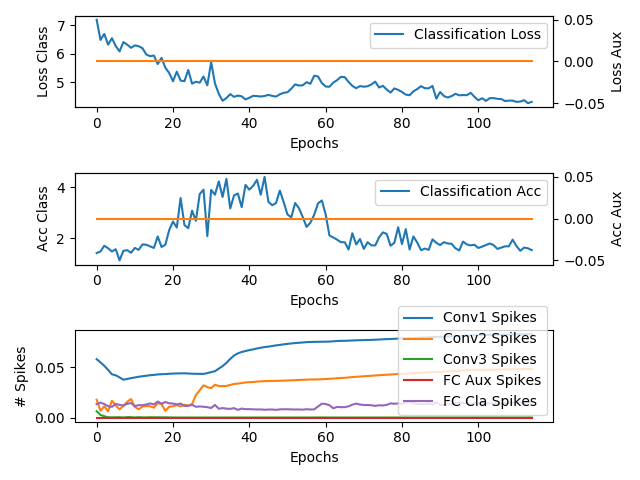 Loss Class
7
6
5
Classification Loss
0.05
0.00
−0.05
Loss Aux
0 20 40 60 80 100
Epochs
Acc Class
4
2
Classification Acc
0.05
0.00
−0.05
Acc Aux
0 20 40 60 80 100
Epochs
# Spikes
0.05
0.00
Conv1 Spikes
Conv2 Spikes
Conv3 Spikes
FC Aux Spikes
FC Cla Spikes
0 20 40 60 80 100
Epochs